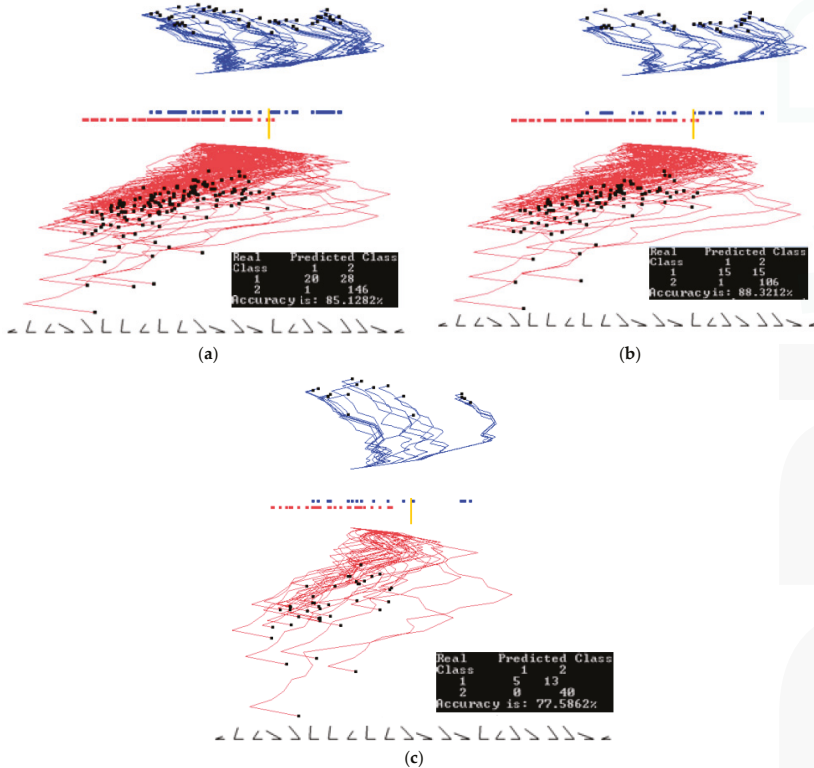 Real Predicted Class
Class 1 2
1 20 28
2 1 146
Accuracy is: 85.1282%
(a)
Real Predicted Class
Class 1 2
1 15 15
2 1 106
Accuracy is: 88.3212%
(b)
Real Predicted Class
Class 1 2
1 5 13
2 0 40
Accuracy is: 77.5862%
(c)